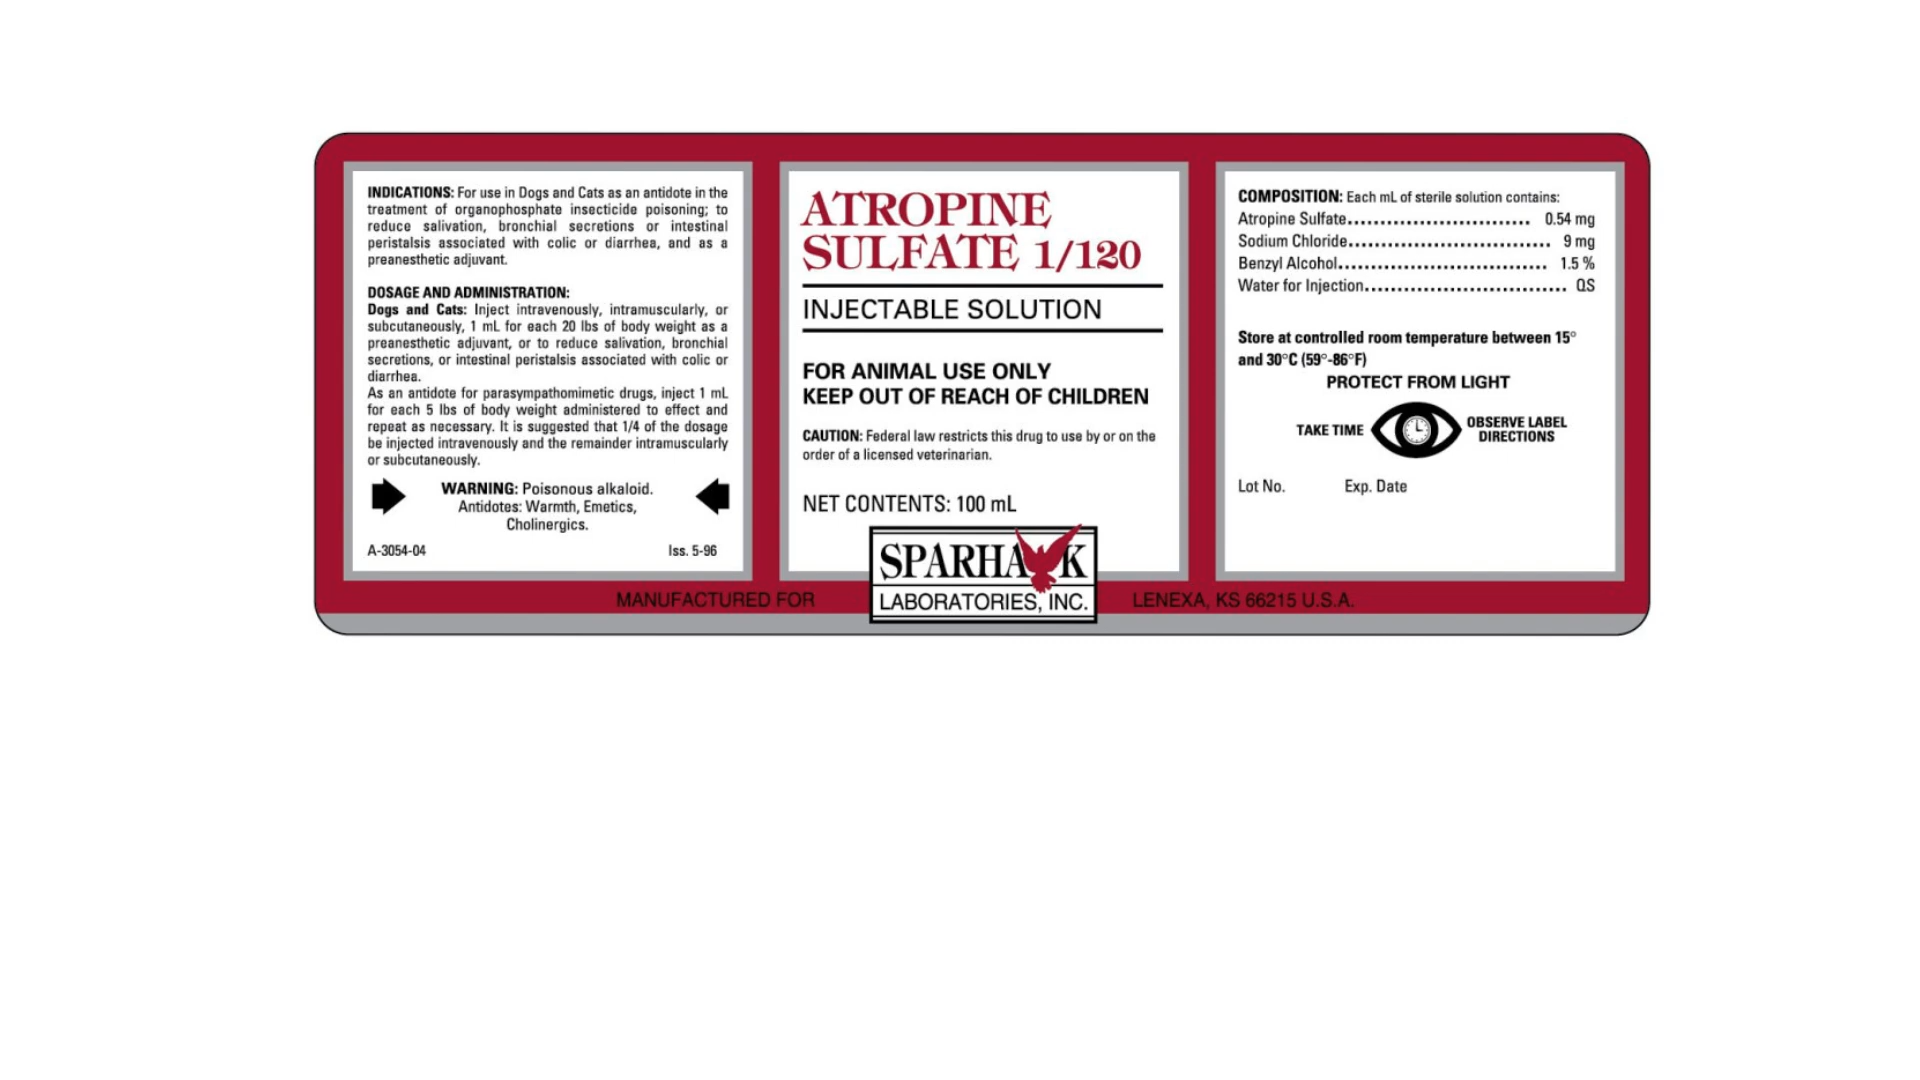 INDICATIONS: For use in Dogs and Cats as an antidote in the
treatment of organophosphate insecticide poisoning; to
reduce salivation, bronchial secretions or intestinal
peristalsis associated with colic or diarrhea, and as a
preanesthetic adjuvant.
DOSAGE AND ADMINISTRATION:
Dogs and Cats: Inject intravenously, intramuscularly, or
subcutaneously, 1 mL for each 20 lbs of body weight as a
preanesthetic adjuvant, or to reduce salivation, bronchial
secretions, or intestinal peristalsis associated with colic or
diarrhea.
As an antidote for parasympathomimetic drugs, inject 1 mL
for each 5 lbs of body weight administered to effect and
repeat as necessary. It is suggested that 1/4 of the dosage
be injected intravenously and the remainder intramuscularly
or subcutaneously.
WARNING: Poisonous alkaloid.
Antidotes: Warmth, Emetics,
Cholinergics.
A-3054-04 Iss. 5-96
ATROPINE
SULFATE 1/120
INJECTABLE SOLUTION
FOR ANIMAL USE ONLY
KEEP OUT OF REACH OF CHILDREN
CAUTION: Federal law restricts this drug to use by or on the
order of a licensed veterinarian.
NET CONTENTS: 100 mL
COMPOSITION: Each mL of sterile solution contains:
Atropine Sulfate............................ 0.54 mg
Sodium Chloride............................... 9 mg
Benzyl Alcohol................................ 1.5 %
Water for Injection............................... QS
Store at controlled room temperature between 15°
and 30°C (59°-86°F)
PROTECT FROM LIGHT
TAKE TIME
OBSERVE LABEL
DIRECTIONS
Lot No. Exp. Date
MANUFACTURED FOR
SPARHAWK
LABORATORIES, INC.
LENEXA, KS 66215 U.S.A.